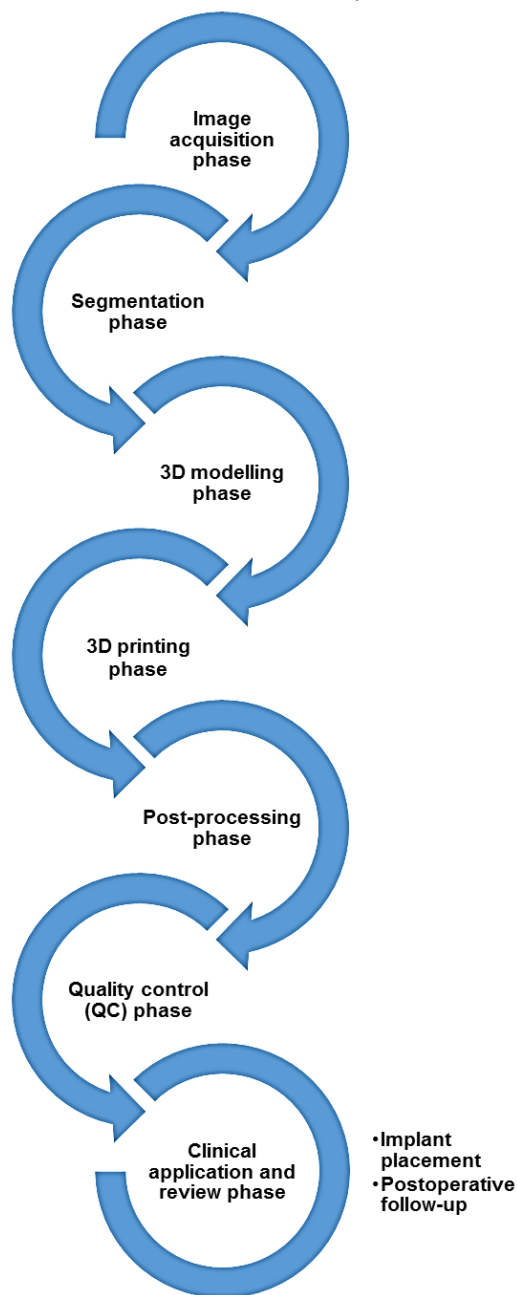 Image
acquisition
phase
Segmentation
phase
3D modelling
phase
3D printing
phase
Post-processing
phase
Quality control
(QC) phase
Clinical
application and
review phase
•Implant
placement
•Postoperative
follow-up